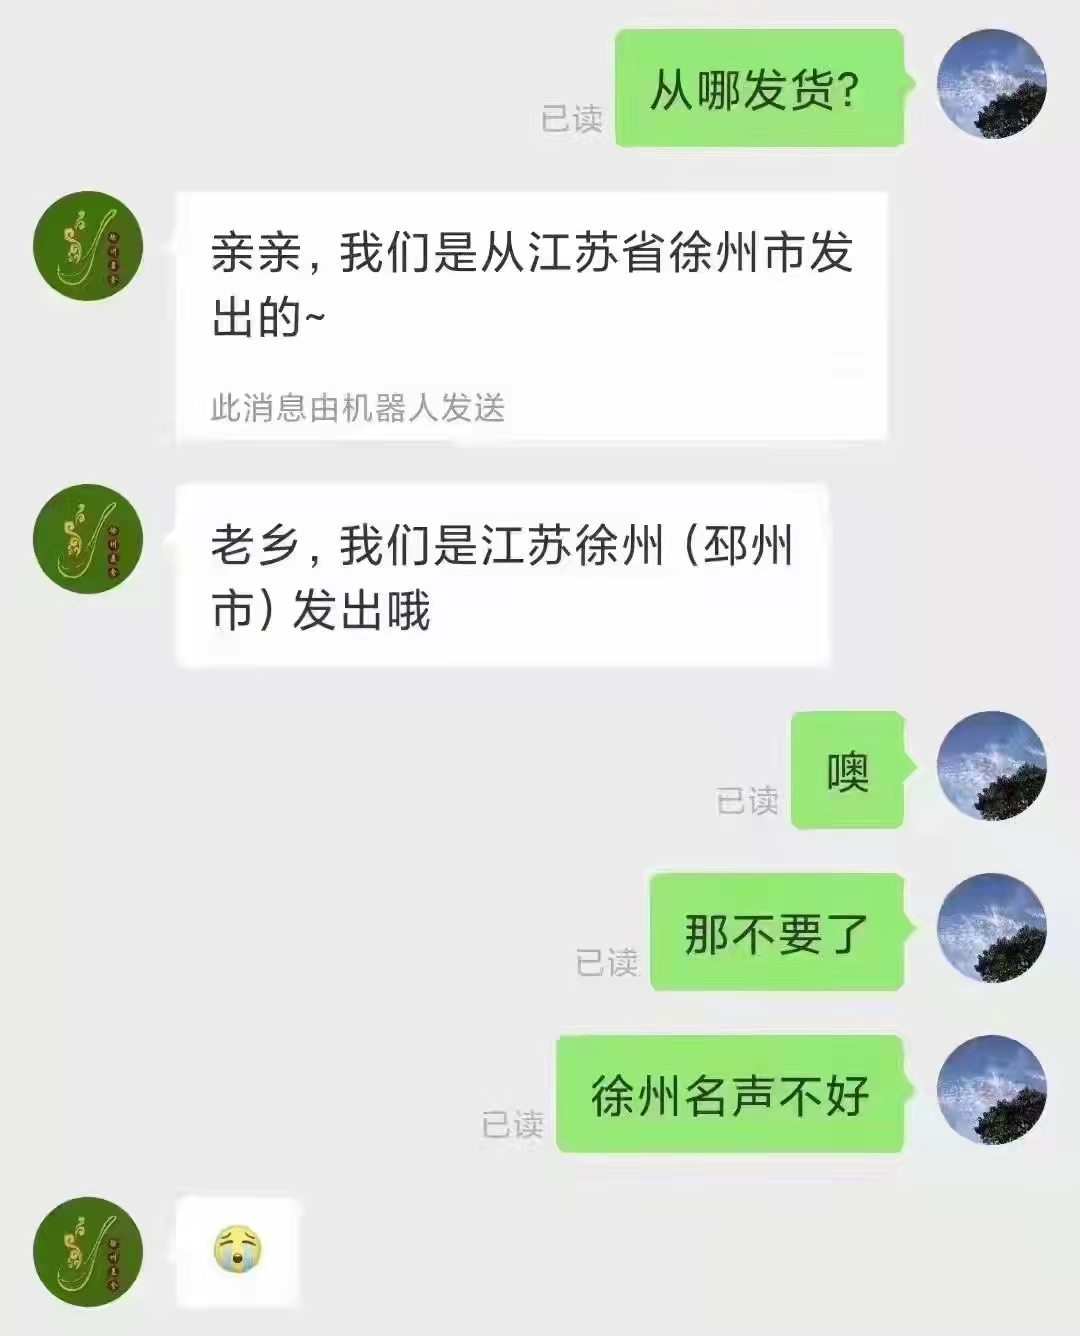 从哪发货?
已读
亲亲，我们是从江苏省徐州市发
出的~
此消息由机器人发送
老乡，我们是江苏徐州（邳州
市）发出哦
噢
已读
那不要了
已读
徐州名声不好
已读